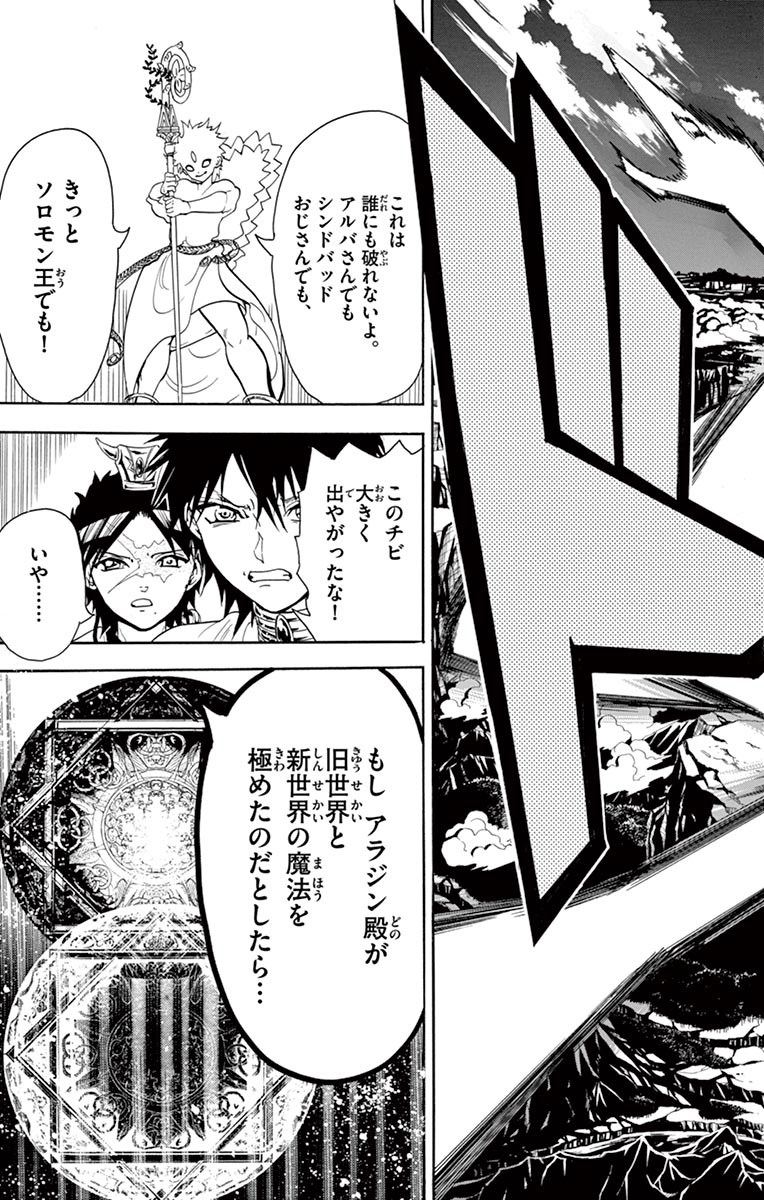 ド
これは
誰にも破れないよ。
アルバさんでも
シンドバッド
おじさんでも、
きっと
ソロモン王でも！
このチビ
大きく
出やがったな！
いや……
もし アラジン殿が
旧世界と
新世界の魔法を
極めたのだとしたら…